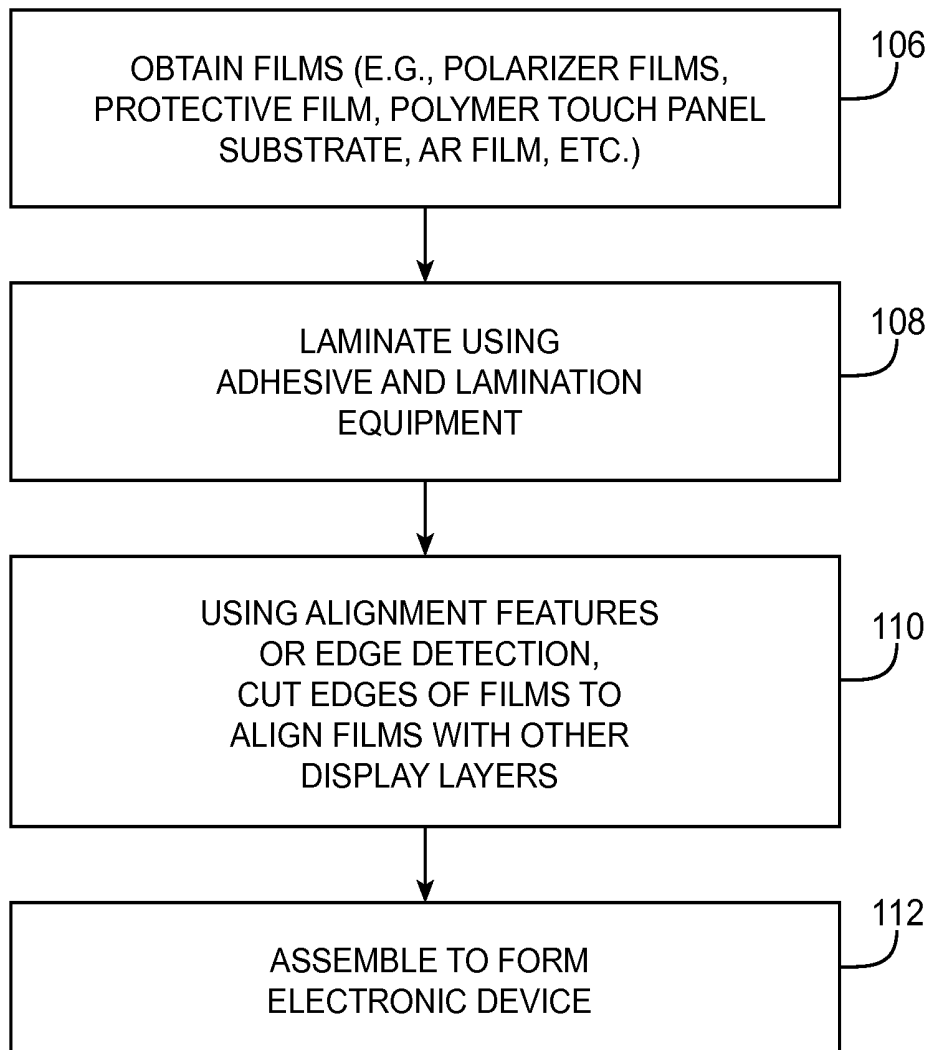 OBTAIN FILMS (E.G., POLARIZER FILMS,
PROTECTIVE FILM, POLYMER TOUCH PANEL
SUBSTRATE, AR FILM, ETC.)
106
LAMINATE USING
ADHESIVE AND LAMINATION
EQUIPMENT
108
USING ALIGNMENT FEATURES
OR EDGE DETECTION,
CUT EDGES OF FILMS TO
ALIGN FILMS WITH OTHER
DISPLAY LAYERS
110
ASSEMBLE TO FORM
ELECTRONIC DEVICE
112